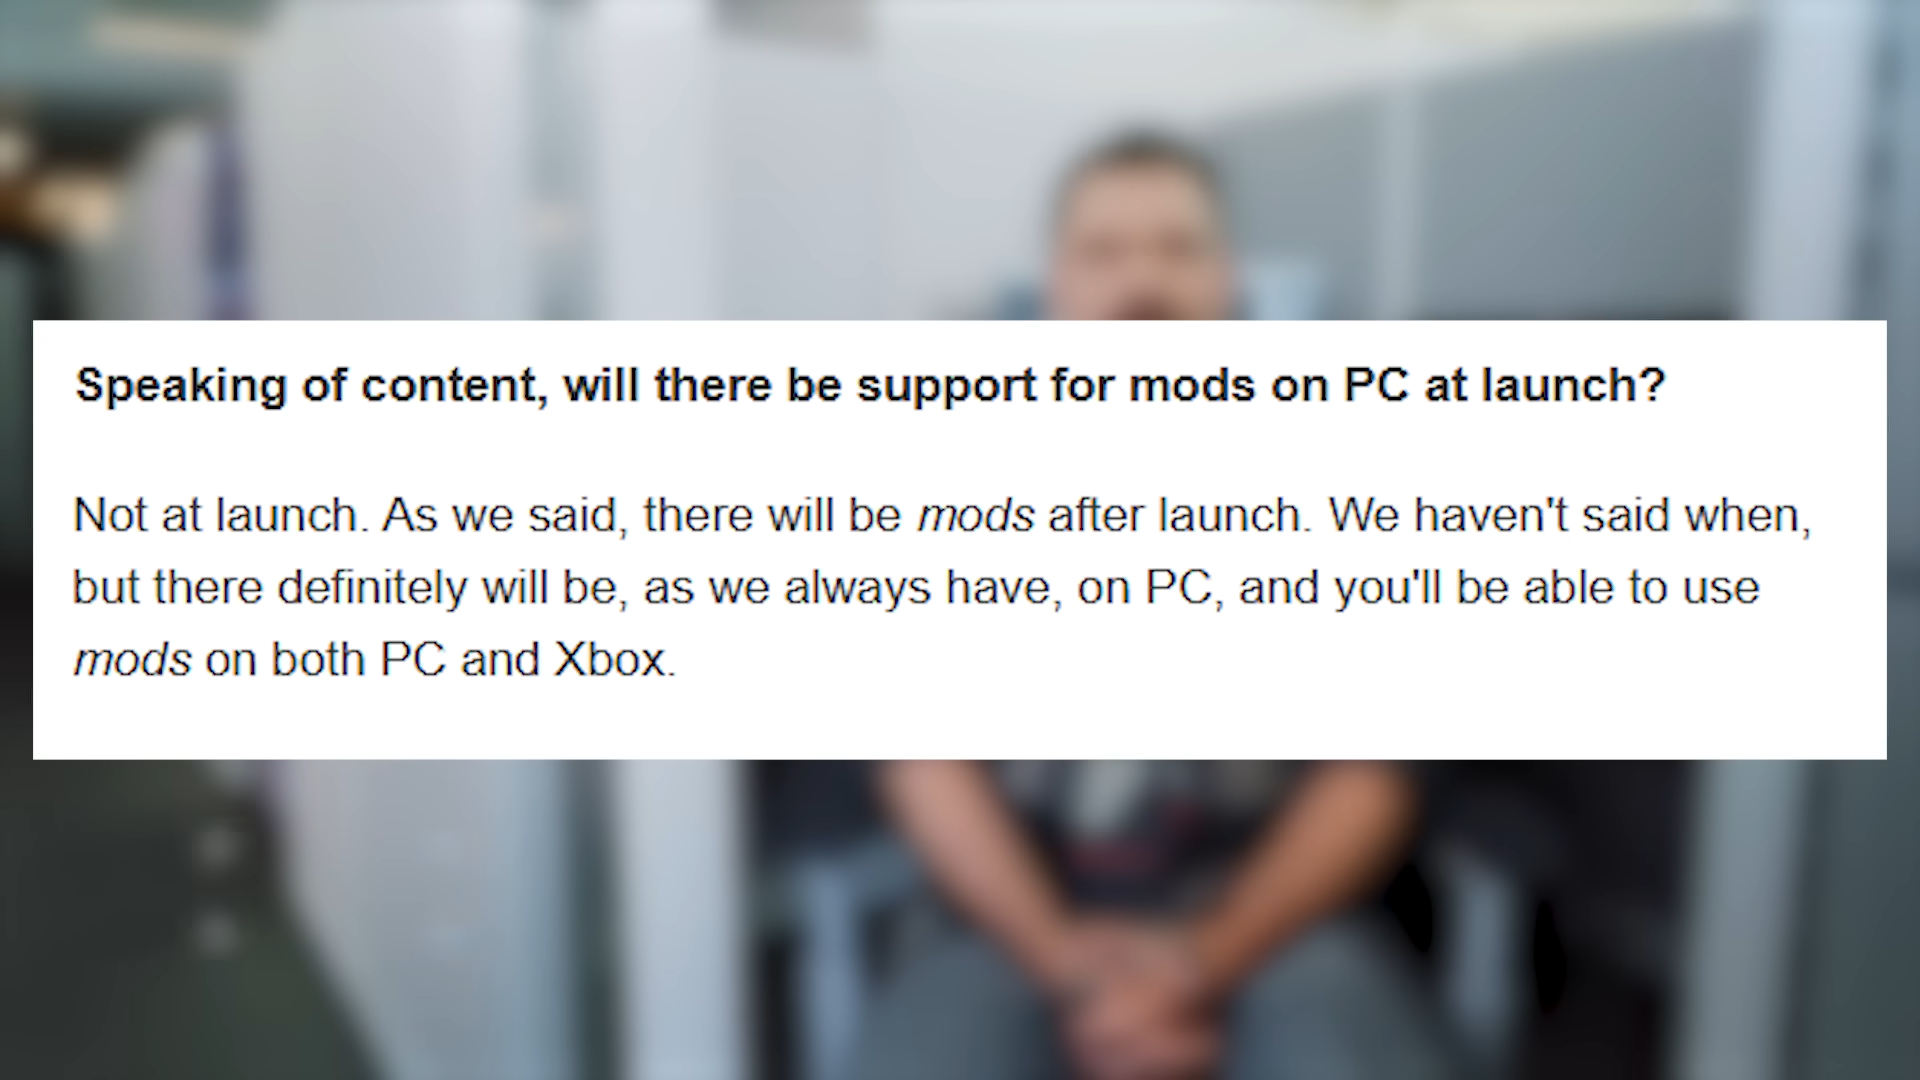 Speaking of content, will there be support for mods on PC at launch?
Not at launch. As we said, there will be mods after launch. We haven't said when,
but there definitely will be, as we always have, on PC, and you'll be able to use
mods on both PC and Xbox.